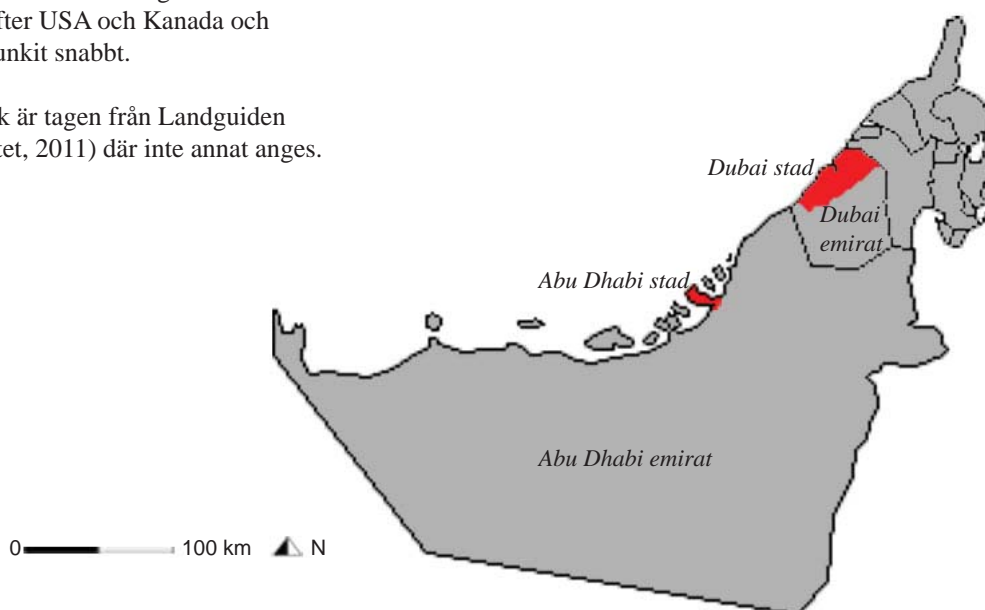 fter USA och Kanada och
unkit snabbt.
k är tagen från Landguiden
tet, 2011) där inte annat anges.
Dubai stad
Dubai
emirat
Abu Dhabi stad
Abu Dhabi emirat
0 100 km N